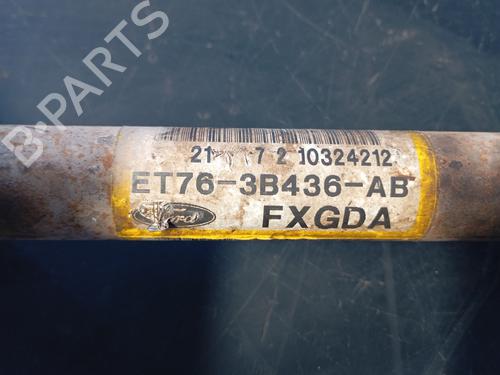 B-PARTS
21 7 2 10324212
ET76-3B436-AB
Ford
FXGDA